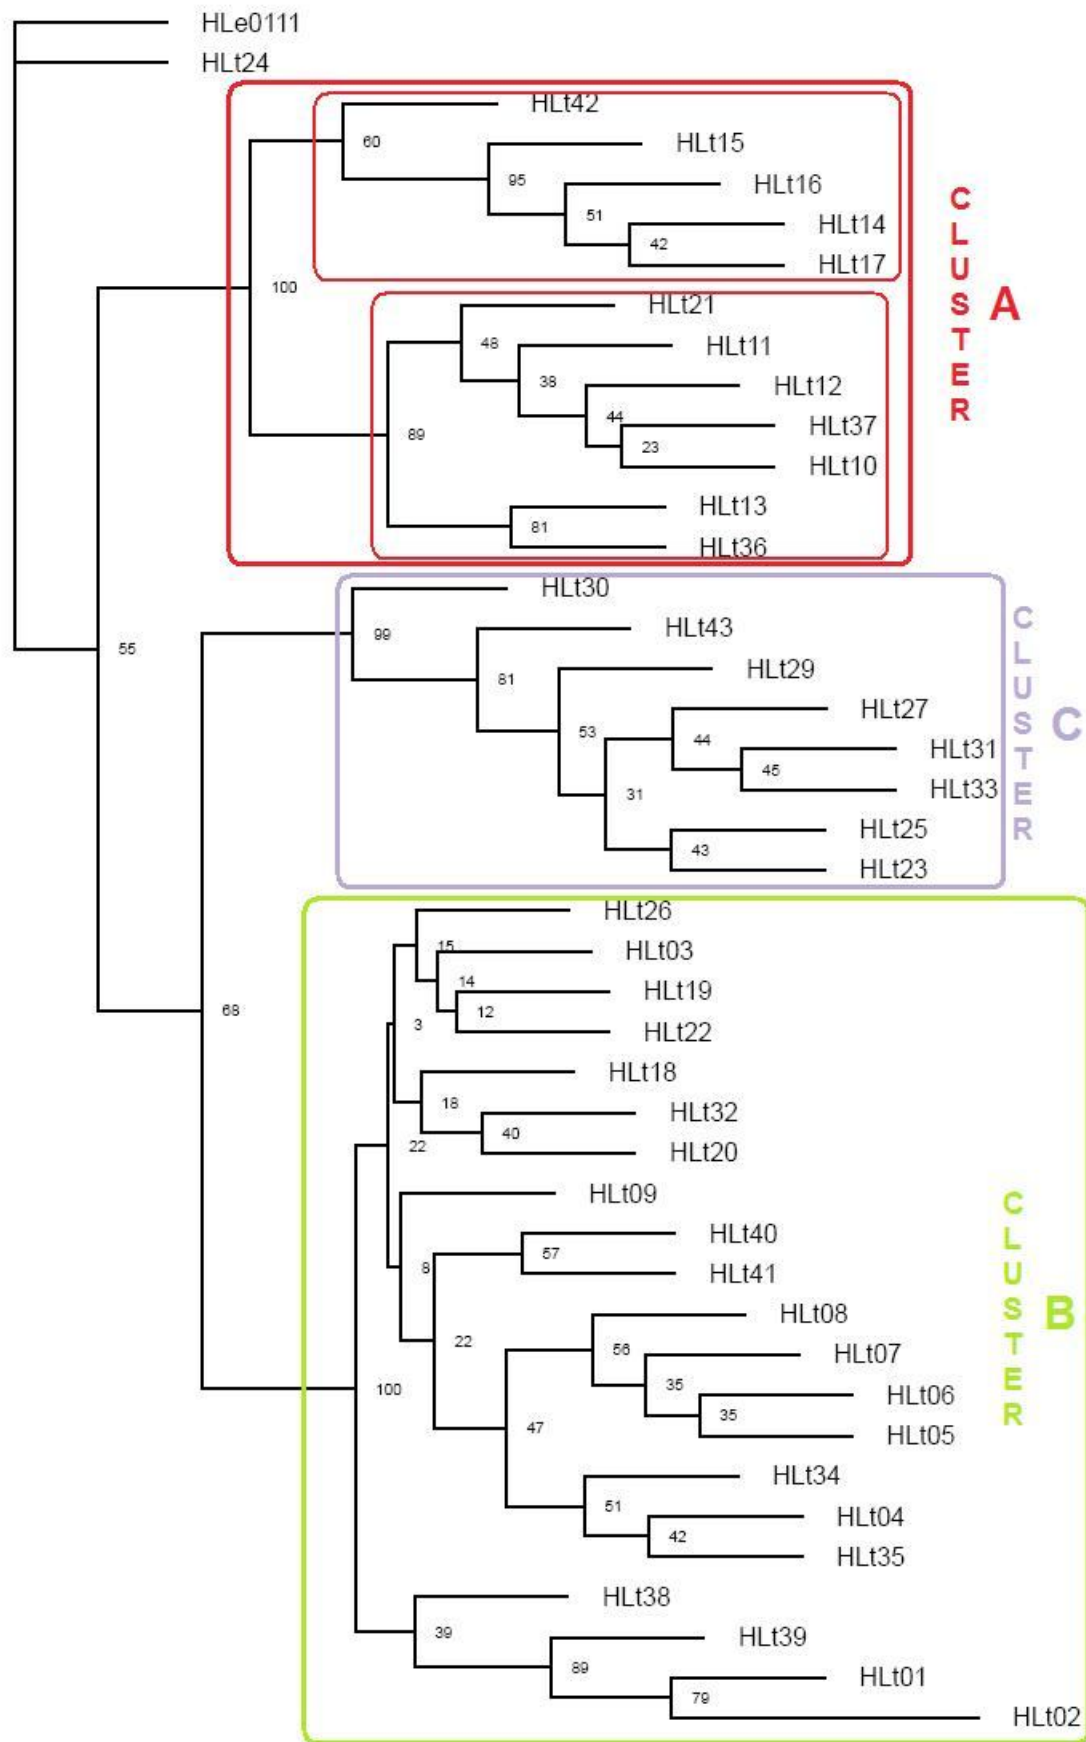 HLe0111
HLt24
HLt42
60
HLt15
95
HLt16
51
HLt14
42
HLt17
100
HLt21
48
HLt11
38
HLt12
44
HLt37
89
23
HLt10
HLt13
81
HLt36
CLUSTER
A
HLt30
99
HLt43
55
81
HLt29
HLt27
53
44
HLt31
45
HLt33
31
HLt25
43
HLt23
CLUSTER
C
HLt26
15
HLt03
14
HLt19
68
12
3
HLt22
HLt18
18
HLt32
40
22
HLt20
HLt09
HLt40
57
8
HLt41
HLt08
22
56
HLt07
100
35
HLt06
35
47
HLt05
HLt34
51
HLt04
42
HLt35
HLt38
39
HLt39
89
HLt01
79
HLt02
CLUSTER
B